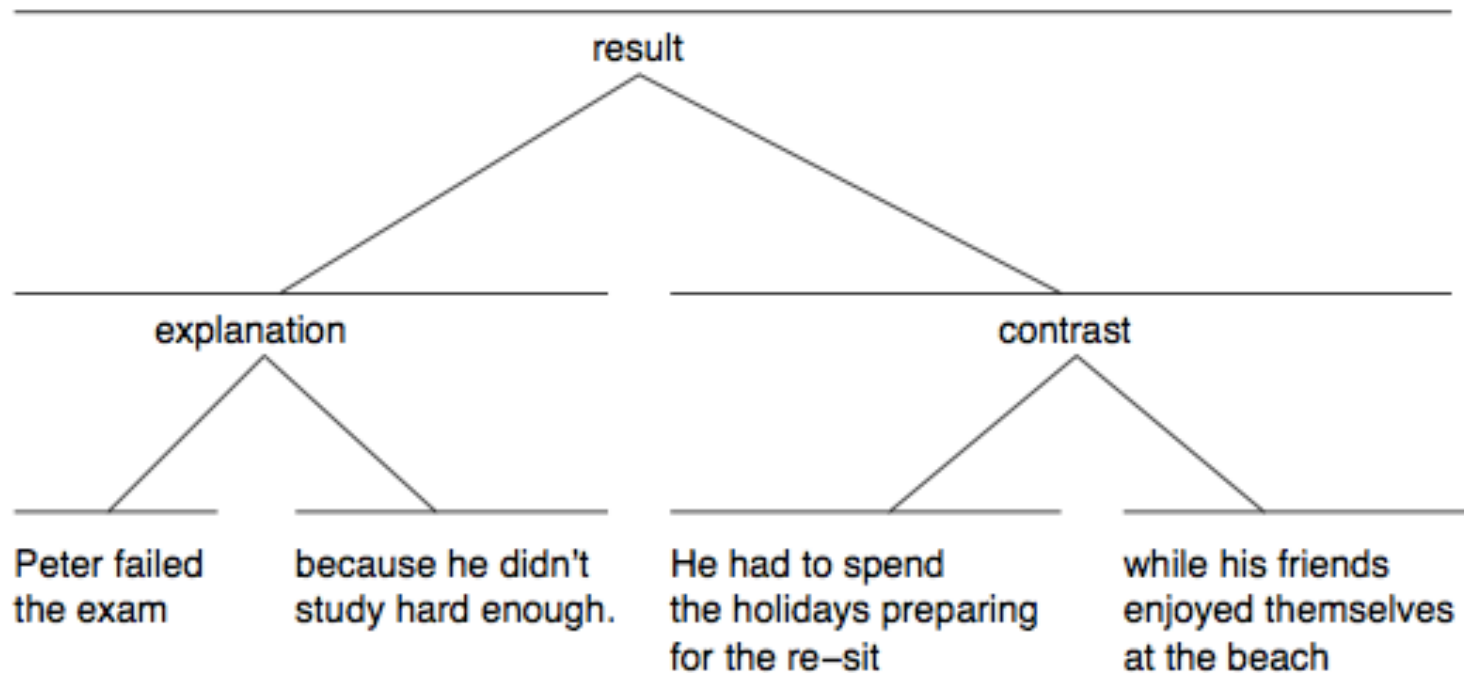 result
explanation
contrast
Peter failed
the exam
because he didn't
study hard enough.
He had to spend
the holidays preparing
for the re–sit
while his friends
enjoyed themselves
at the beach